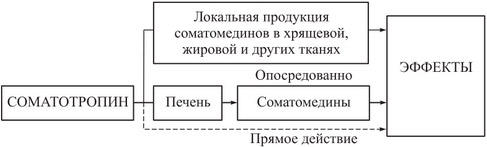 Локальная продукция
соматомединов в хрящевой,
жировой и других тканях
Опосредованно
ЭФФЕКТЫ
СОМАТОТРОПИН
Печень
Соматомедины
Прямое действие